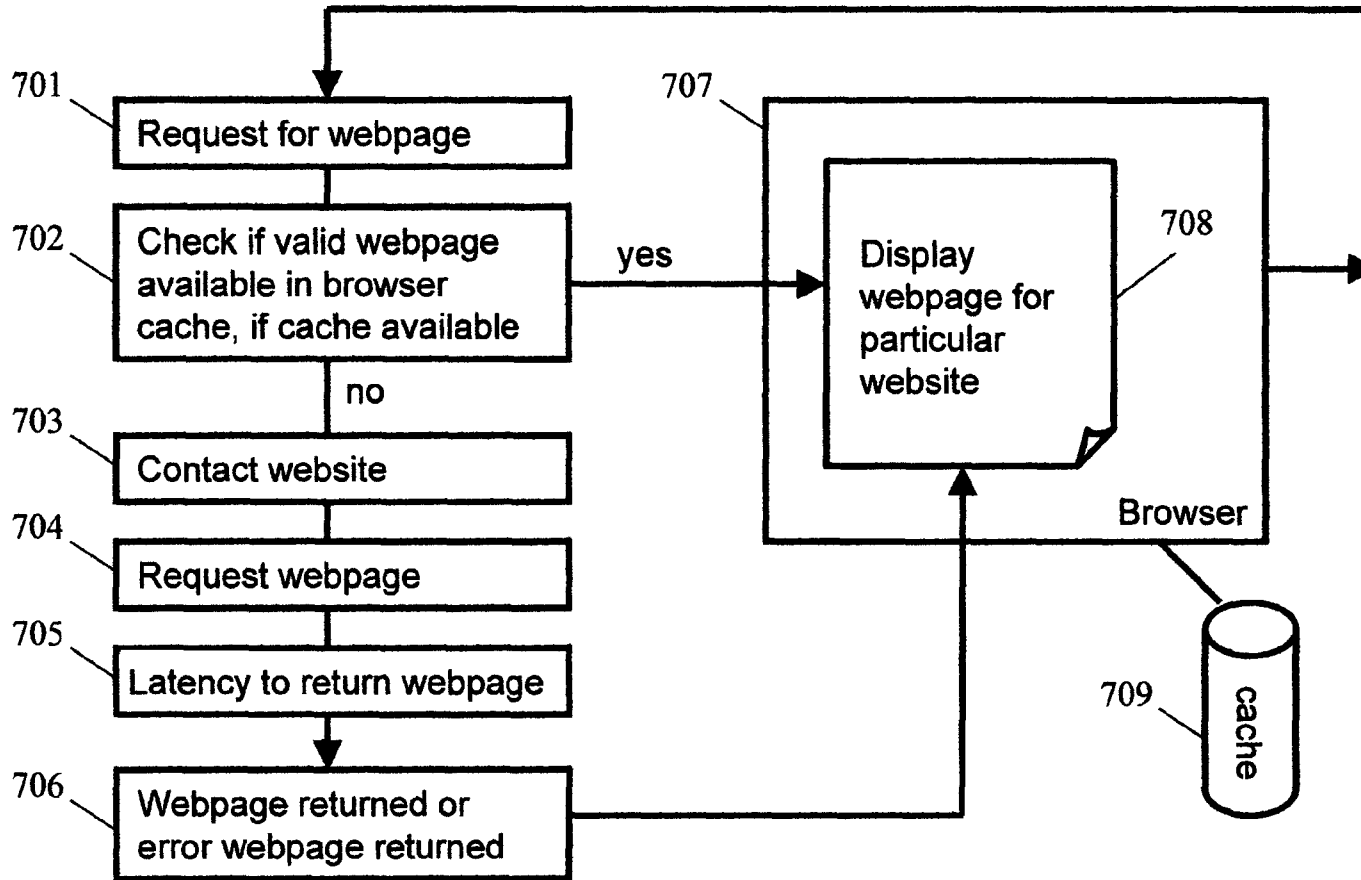 701
Request for webpage
702
Check if valid webpage
available in browser
cache, if cache available
yes
no
703
Contact website
704
Request webpage
705
Latency to return webpage
706
Webpage returned or
error webpage returned
707
Display
webpage for
particular
website
708
Browser
709
cache